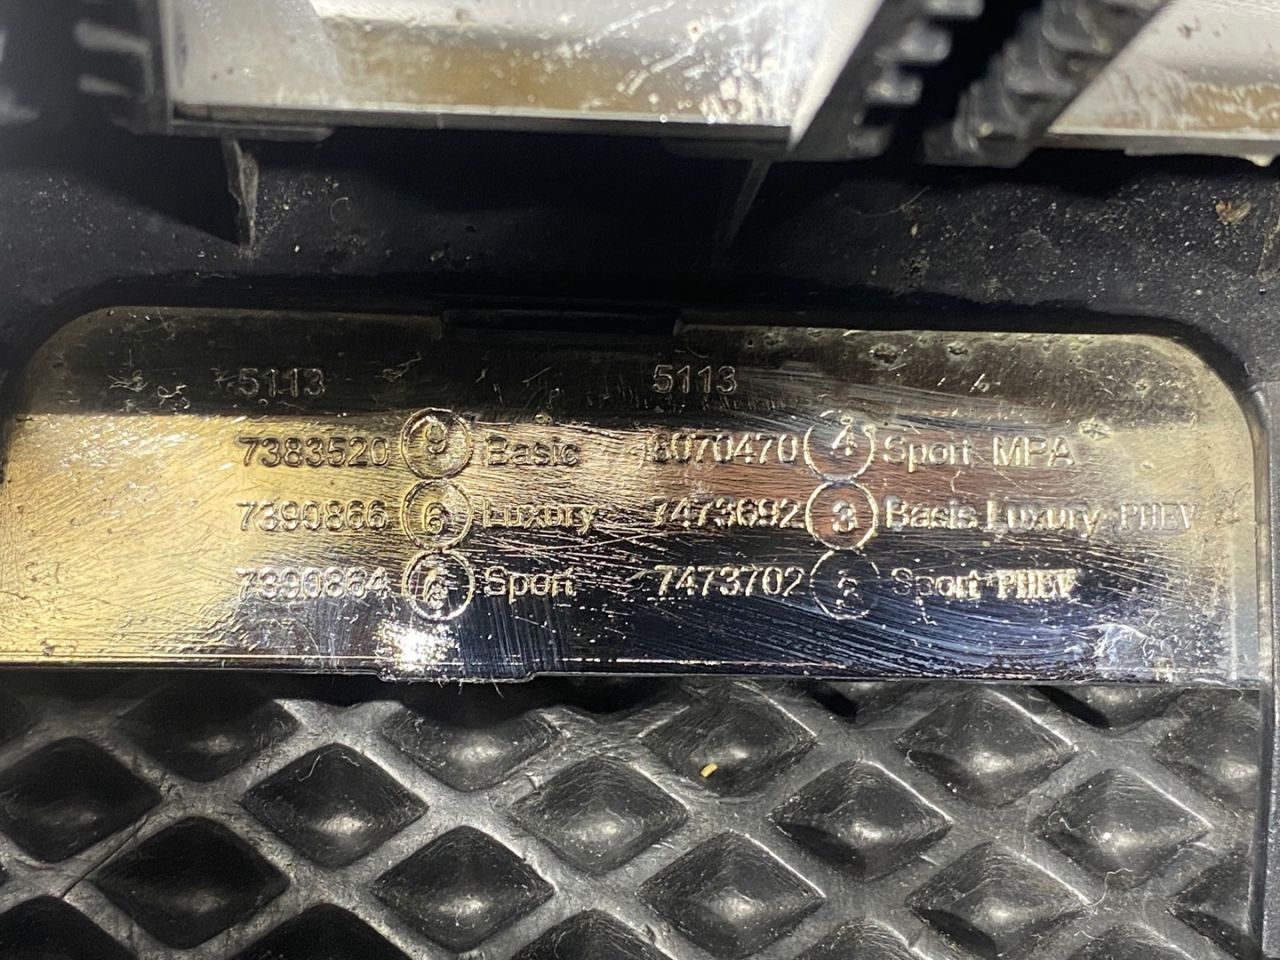 5113 5113
7383520 9 Basic 8070470 4 Sport MPA
7390866 6 Luxury 7473692 3 Basis Luxury PHEV
7390864 Sport 7473702 Sport PHEV